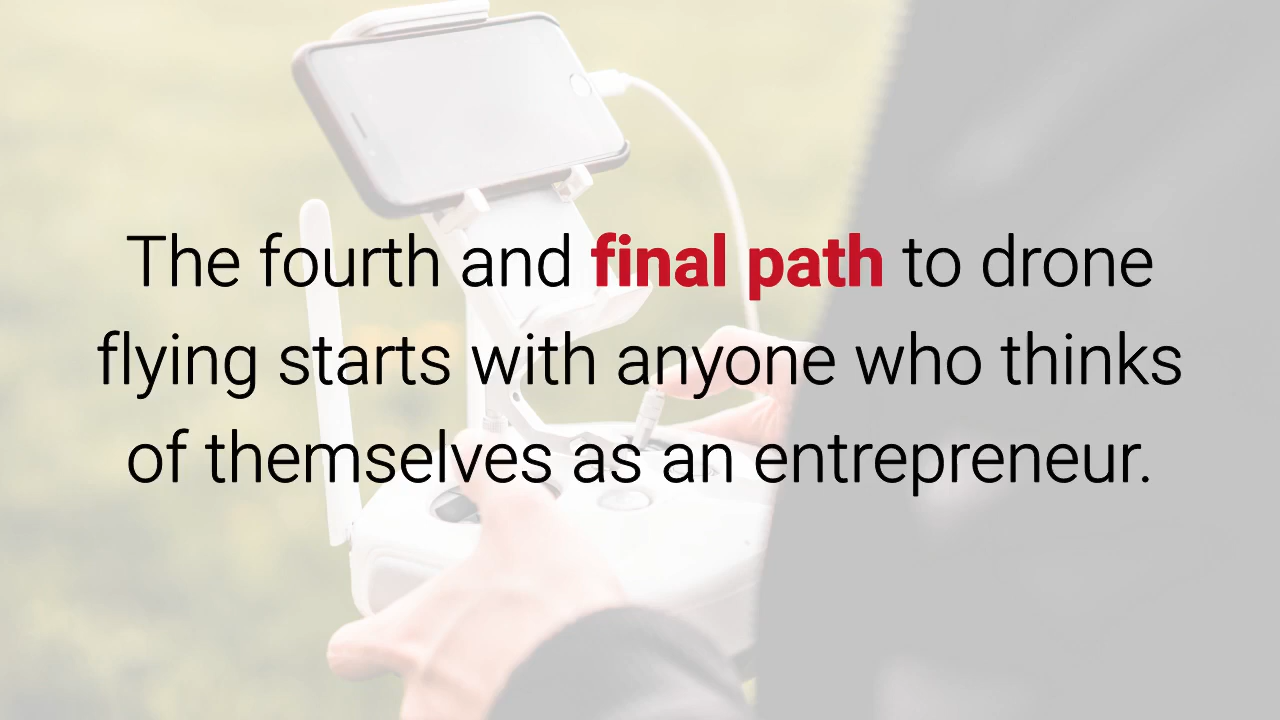 The fourth and final path to drone
flying starts with anyone who thinks
of themselves as an entrepreneur.